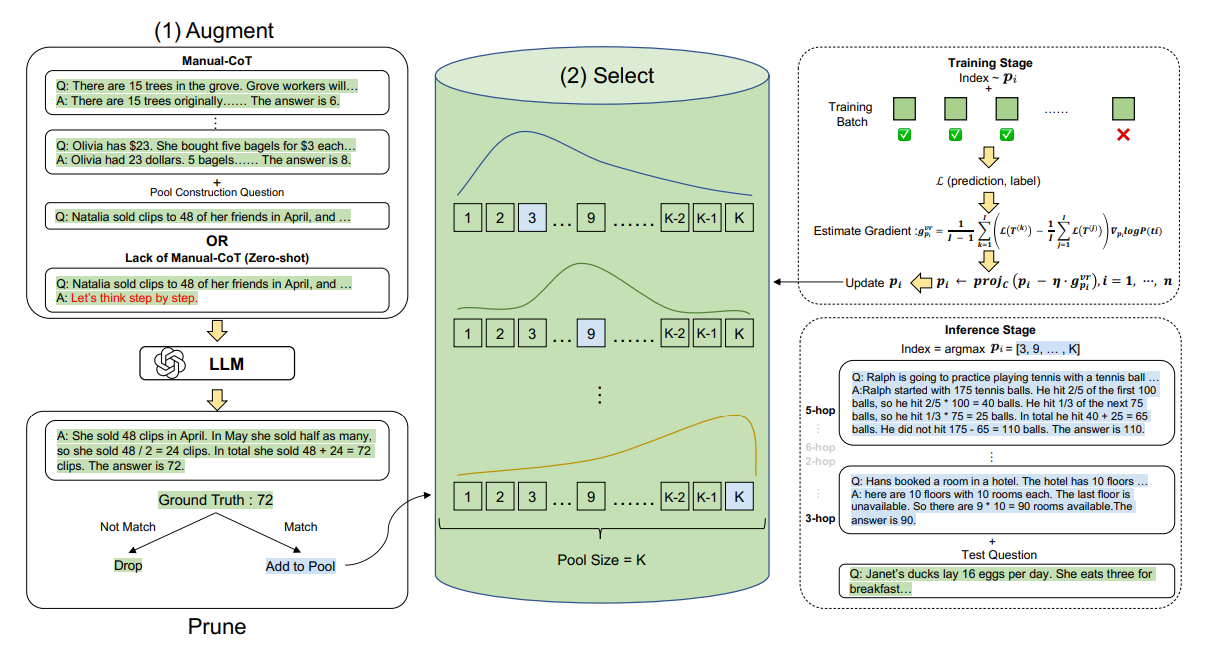 (1) Augment
Manual-CoT
Q: There are 15 trees in the grove. Grove workers will…
A: There are 15 trees originally…… The answer is 6.
⋮
Q: Olivia has $23. She bought five bagels for $3 each…
A: Olivia had 23 dollars. 5 bagels…… The answer is 8.
+
Pool Construction Question
Q: Natalia sold clips to 48 of her friends in April, and …
OR
Lack of Manual-CoT (Zero-shot)
Q: Natalia sold clips to 48 of her friends in April, and …
A: Let's think step by step.
LLM
A: She sold 48 clips in April. In May she sold half as many,
so she sold 48 / 2 = 24 clips. In total she sold 48 + 24 = 72
clips. The answer is 72.
Ground Truth : 72
Not Match
Match
Drop
Add to Pool
Prune
(2) Select
1 2 3 … 9 …… K-2 K-1 K
1 2 3 … 9 …… K-2 K-1 K
⋮
1 2 3 … 9 …… K-2 K-1 K
Pool Size = K
Training Stage
Index ~ p_i
+
Training
Batch
……
ℒ (prediction, label)
Estimate Gradient : g_{p_i}^{vr} = \frac{1}{I - 1} \sum_{k=1}^{I} ( ℒ(T^{(k)}) − \frac{1}{I} \sum_{j=1}^{I} ℒ(T^{(j)}) ) ∇_{p_i} logP(ti)
Update p_i
p_i ← proj_C (p_i − η · g_{p_i}^{vr}), i = 1, ⋯, n
Inference Stage
Index = argmax p_i = [3, 9, … , K]
5-hop
⋮
6-hop
2-hop
⋮
3-hop
Q: Ralph is going to practice playing tennis with a tennis ball …
A:Ralph started with 175 tennis balls. He hit 2/5 of the first 100
balls, so he hit 2/5 * 100 = 40 balls. He hit 1/3 of the next 75
balls, so he hit 1/3 * 75 = 25 balls. In total he hit 40 + 25 = 65
balls. He did not hit 175 - 65 = 110 balls. The answer is 110.
⋮
Q: Hans booked a room in a hotel. The hotel has 10 floors …
A: here are 10 floors with 10 rooms each. The last floor is
unavailable. So there are 9 * 10 = 90 rooms available.The
answer is 90.
+
Test Question
Q: Janet's ducks lay 16 eggs per day. She eats three for
breakfast…